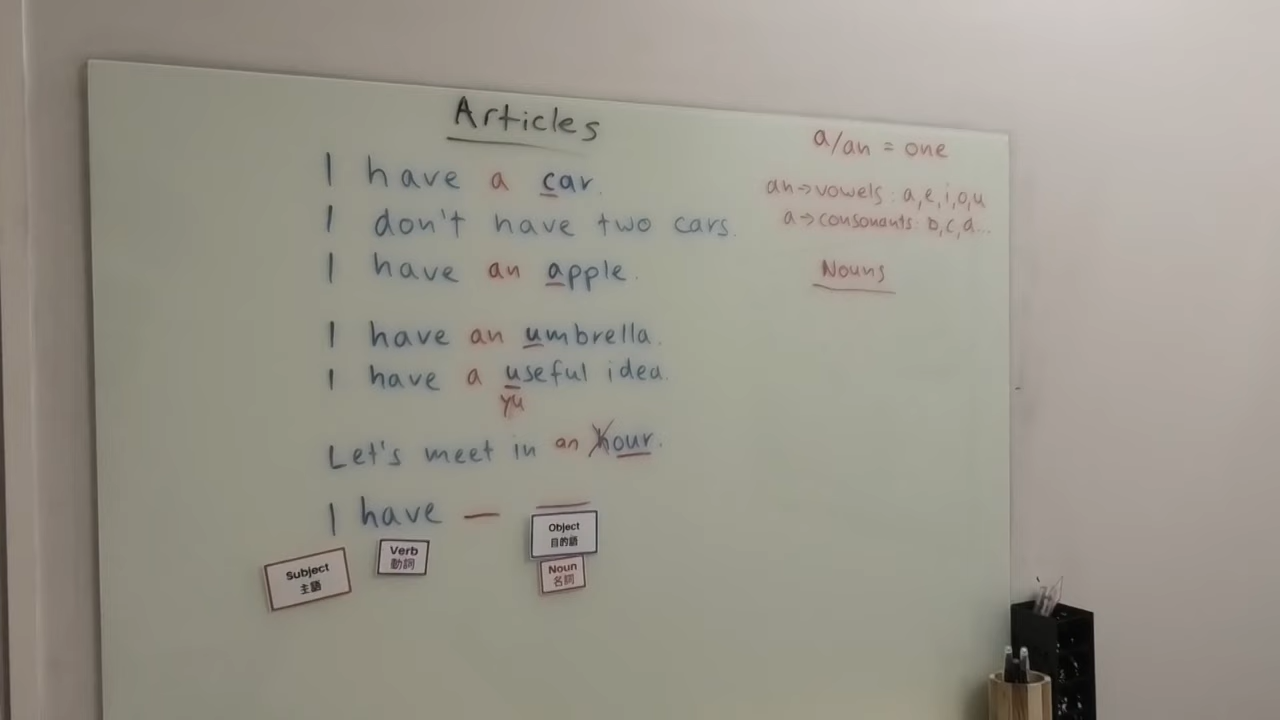 Articles
I have a car.
I don't have two cars.
I have an apple.
I have an umbrella.
I have a useful idea.
yu
Let's meet in an hour.
I have
Subject
主語
Verb
動詞
Object
目的語
Noun
名詞
a/an = one
an→vowels: a,e,i,o,u
a→consonants: b,c,d...
Nouns